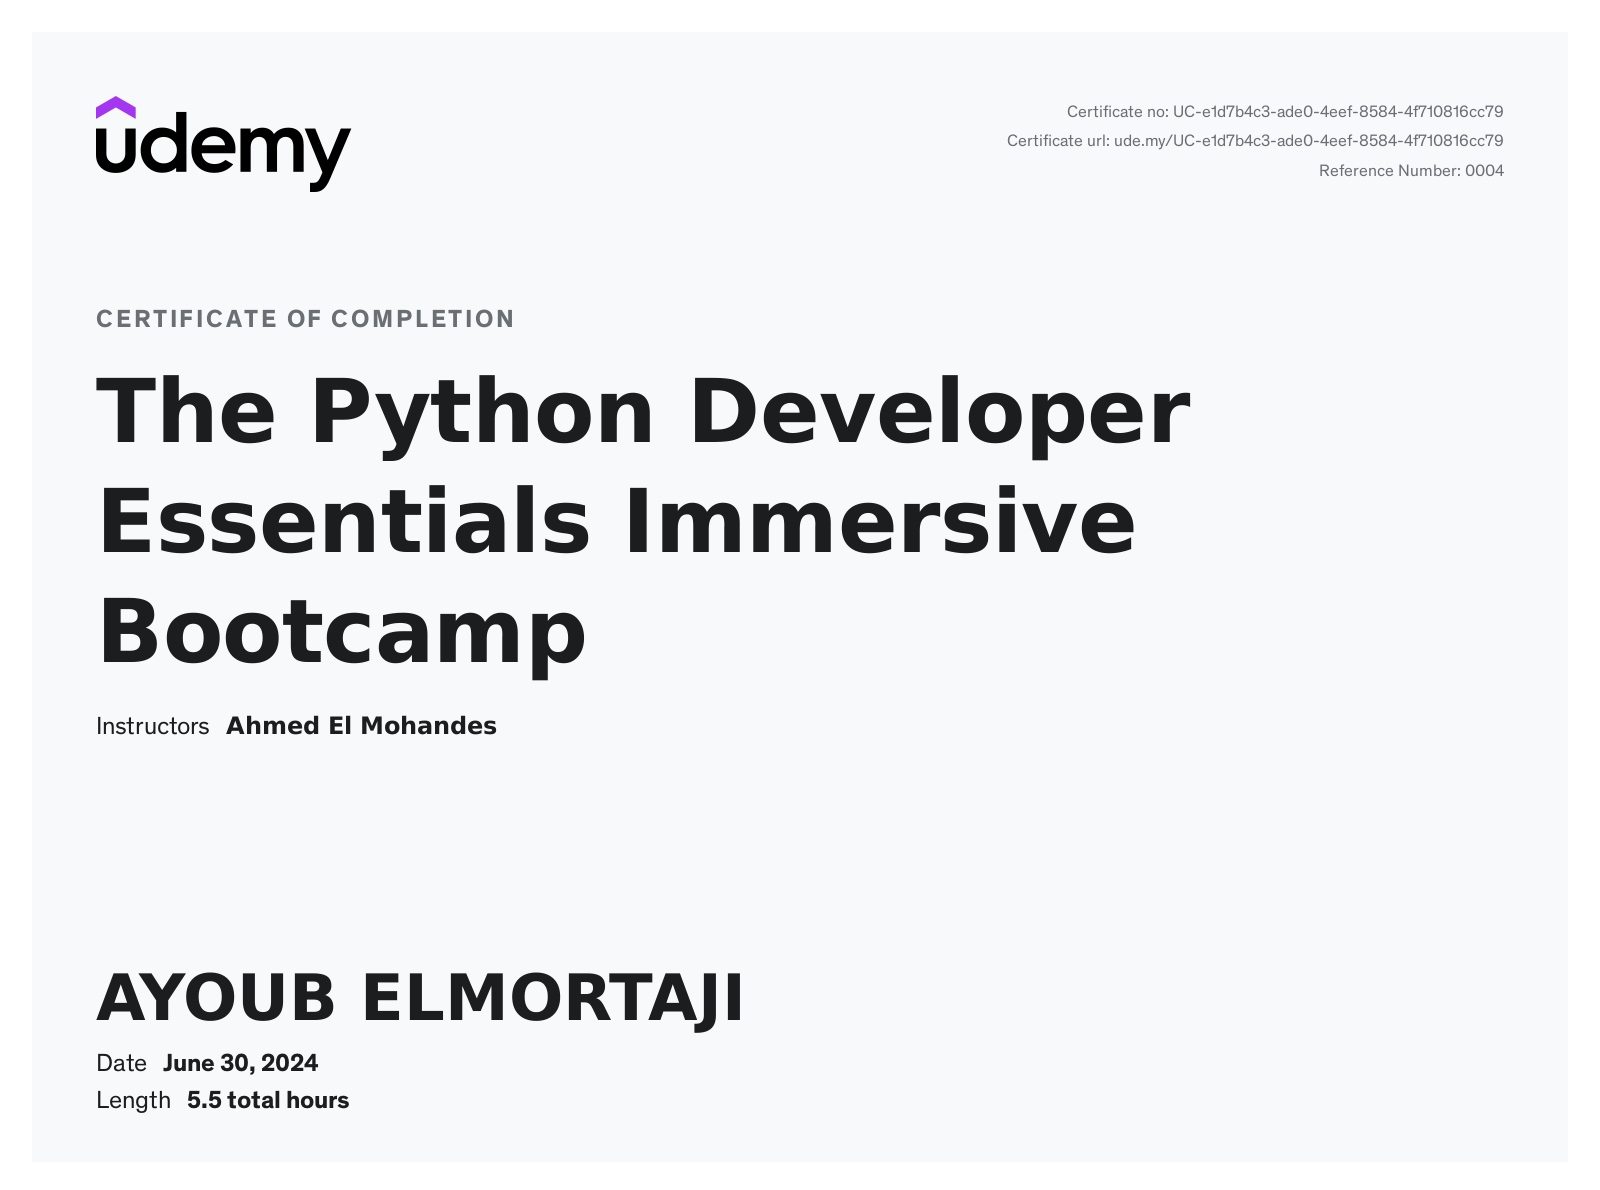 udemy
Certificate no: UC-e1d7b4c3-ade0-4eef-8584-4f710816cc79
Certificate url: ude.my/UC-e1d7b4c3-ade0-4eef-8584-4f710816cc79
Reference Number: 0004
CERTIFICATE OF COMPLETION
The Python Developer
Essentials Immersive
Bootcamp
Instructors Ahmed El Mohandes
AYOUB ELMORTAJI
Date June 30, 2024
Length 5.5 total hours